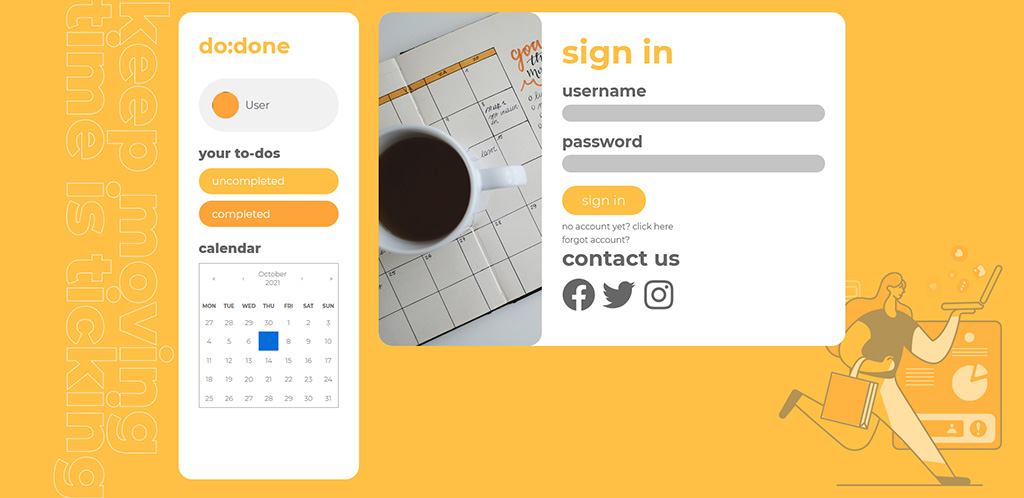 keep moving
time is ticking
do:done
User
your to-dos
uncompleted
completed
calendar
« ‹ October 2021 › »
MON TUE WED THU FRI SAT SUN
27 28 29 30 1 2 3
4 5 6 8 9 10
11 12 13 14 15 16 17
18 19 20 21 22 23 24
25 26 27 28 29 30 31
sign in
username
password
sign in
no account yet? click here
forgot account?
contact us